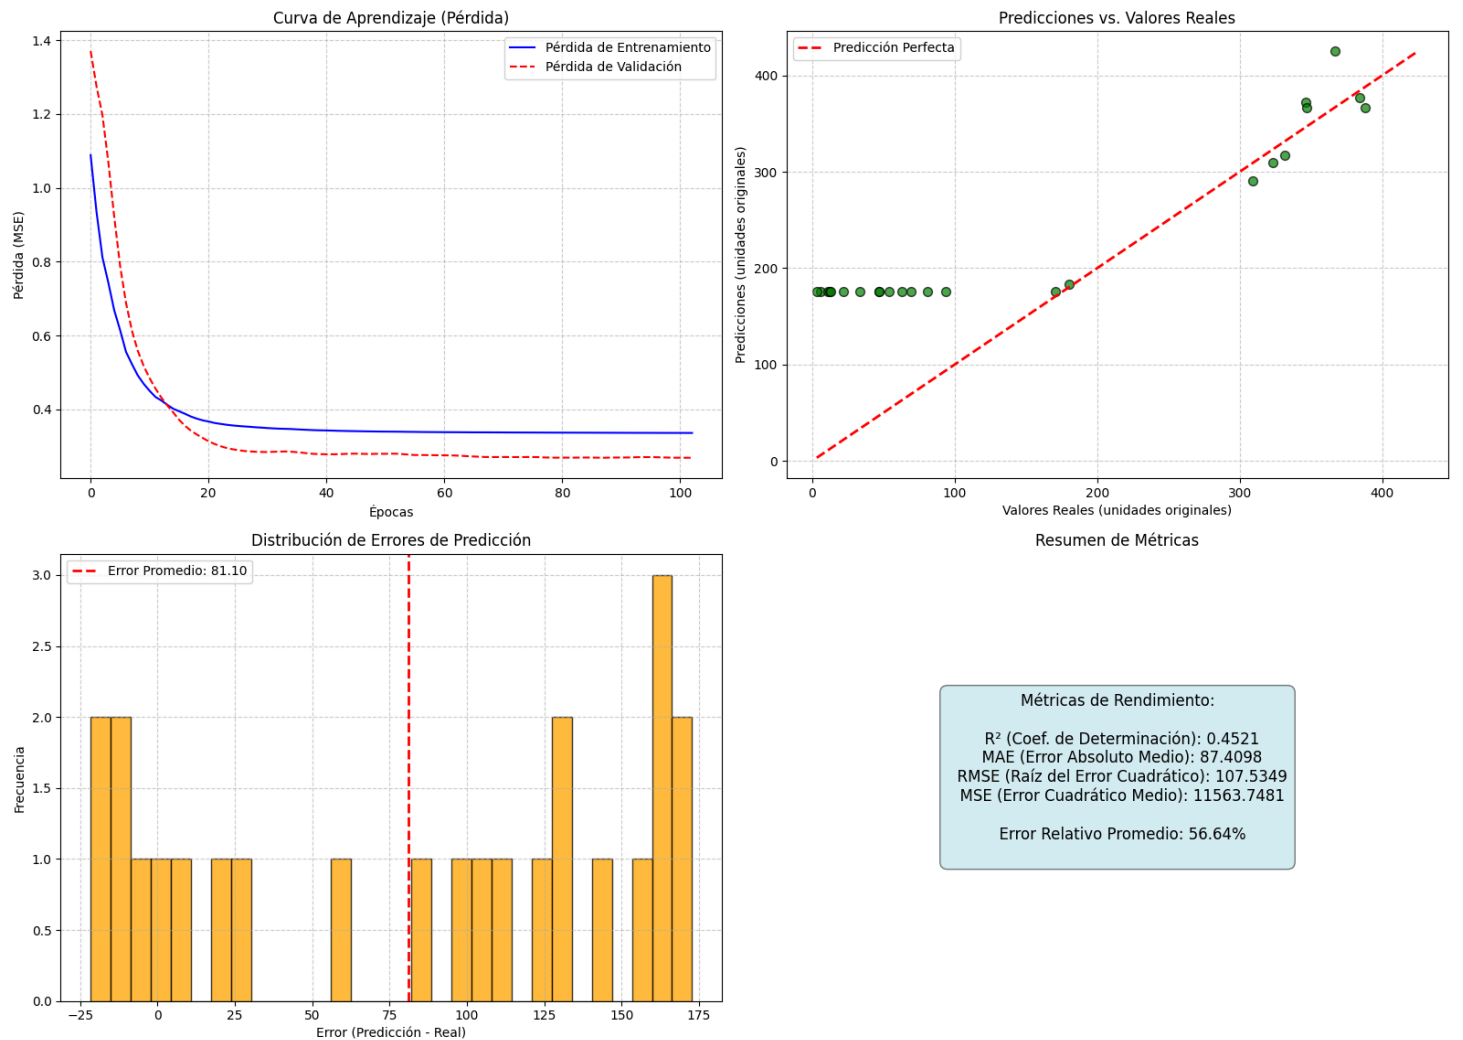 Curva de Aprendizaje (Pérdida)
Pérdida de Entrenamiento
Pérdida de Validación
1.4
1.2
1.0
0.8
0.6
0.4
Pérdida (MSE)
0
20
40
60
80
100
Épocas
Predicciones vs. Valores Reales
Predicción Perfecta
400
300
200
100
0
Predicciones (unidades originales)
0
100
200
300
400
Valores Reales (unidades originales)
Distribución de Errores de Predicción
Error Promedio: 81.10
3.0
2.5
2.0
1.5
1.0
0.5
0.0
Frecuencia
−25
0
25
50
75
100
125
150
175
Error (Predicción - Real)
Resumen de Métricas
Métricas de Rendimiento:
R² (Coef. de Determinación): 0.4521
MAE (Error Absoluto Medio): 87.4098
RMSE (Raíz del Error Cuadrático): 107.5349
MSE (Error Cuadrático Medio): 11563.7481
Error Relativo Promedio: 56.64%